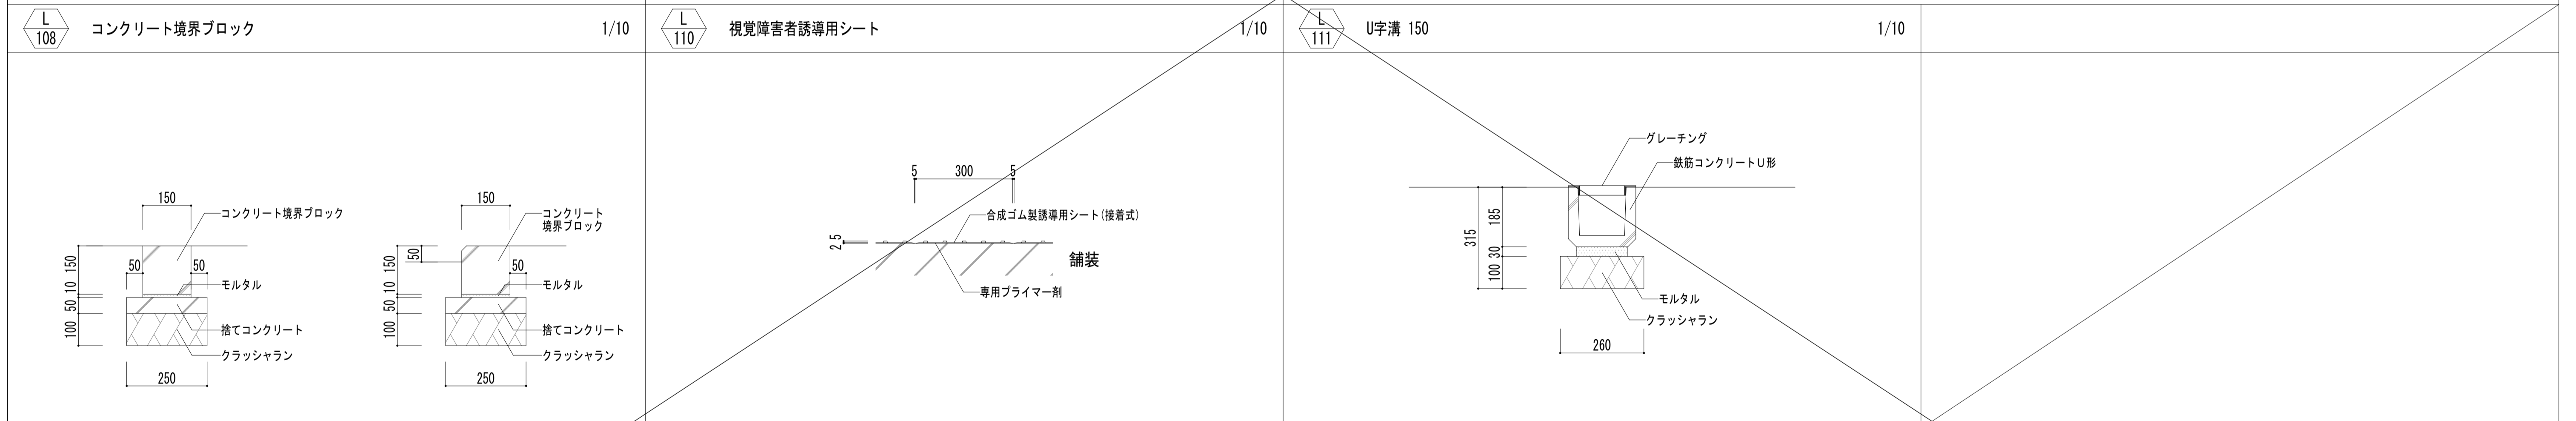 L
108
コンクリート境界ブロック
1/10
L
110
視覚障害者誘導用シート
1/10
L
111
U字溝 150
1/10
150
コンクリート境界ブロック
150
50
50
10
モルタル
50
捨てコンクリート
100
クラッシャラン
250
150
コンクリート
境界ブロック
150
50
50
10
モルタル
50
捨てコンクリート
100
クラッシャラン
250
5
300
5
合成ゴム製誘導用シート(接着式)
2.5
舗装
専用プライマー剤
グレーチング
鉄筋コンクリートU形
315
185
30
100
モルタル
クラッシャラン
260